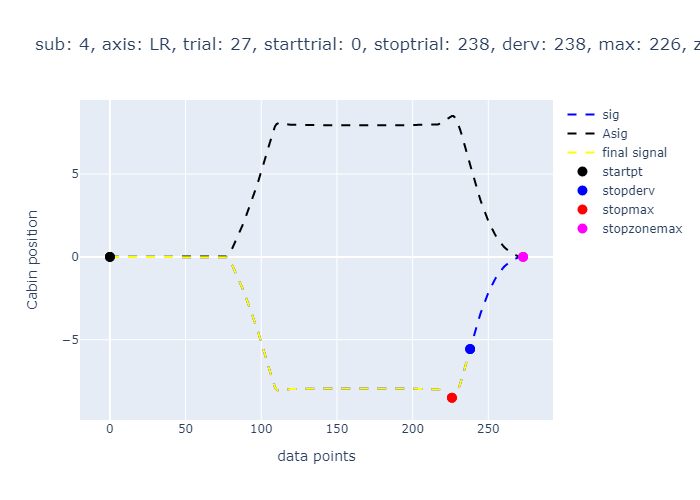 sub: 4, axis: LR, trial: 27, starttrial: 0, stoptrial: 238, derv: 238, max: 226, z
sig
Asig
final signal
startpt
stopderv
stopmax
stopzonemax
Cabin position
5
0
−5
0
50
100
150
200
250
data points